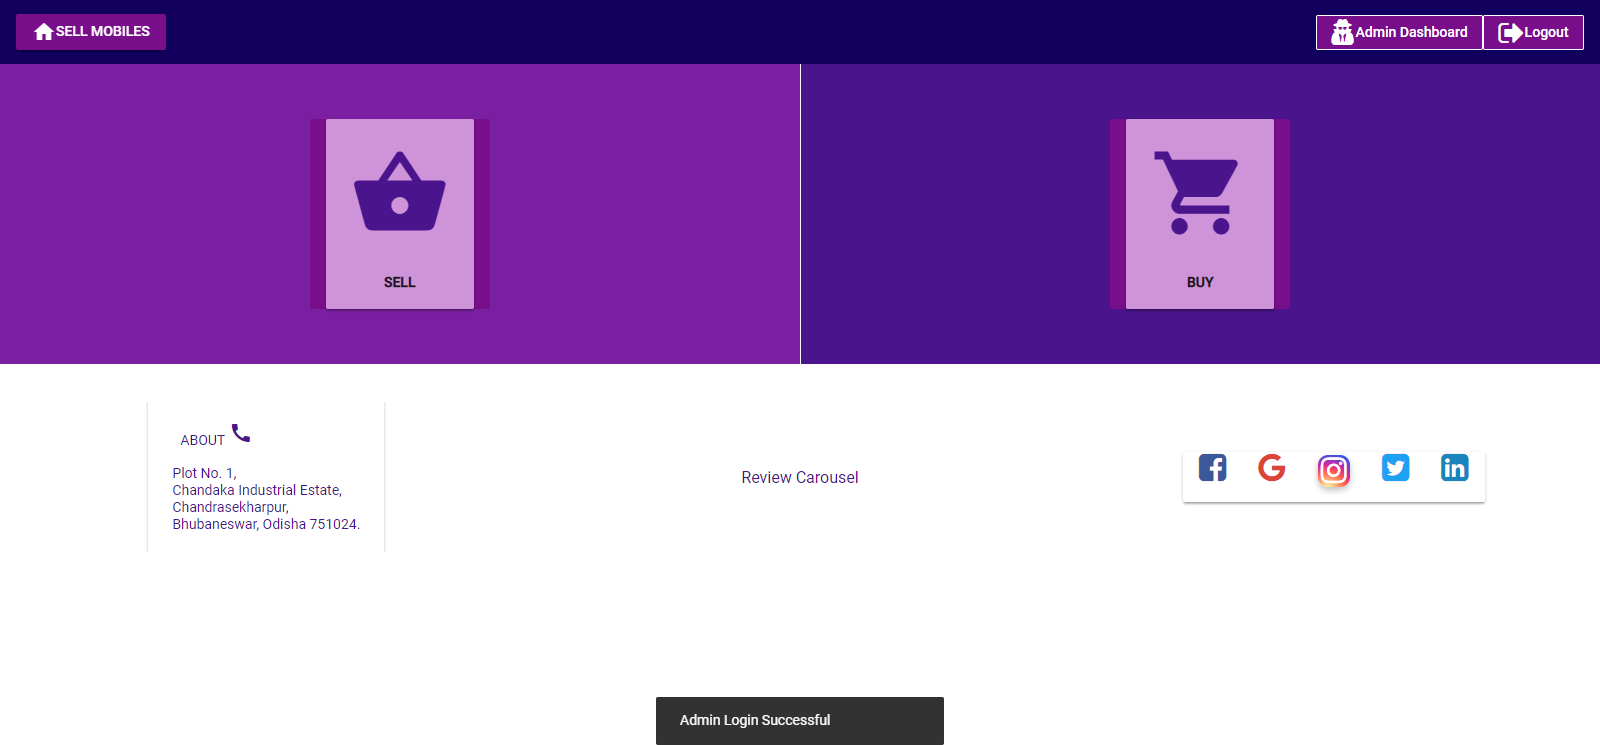 SELL MOBILES
Admin Dashboard
Logout
SELL
BUY
ABOUT
Plot No. 1,
Chandaka Industrial Estate,
Chandrasekharpur,
Bhubaneswar, Odisha 751024.
Review Carousel
Admin Login Successful